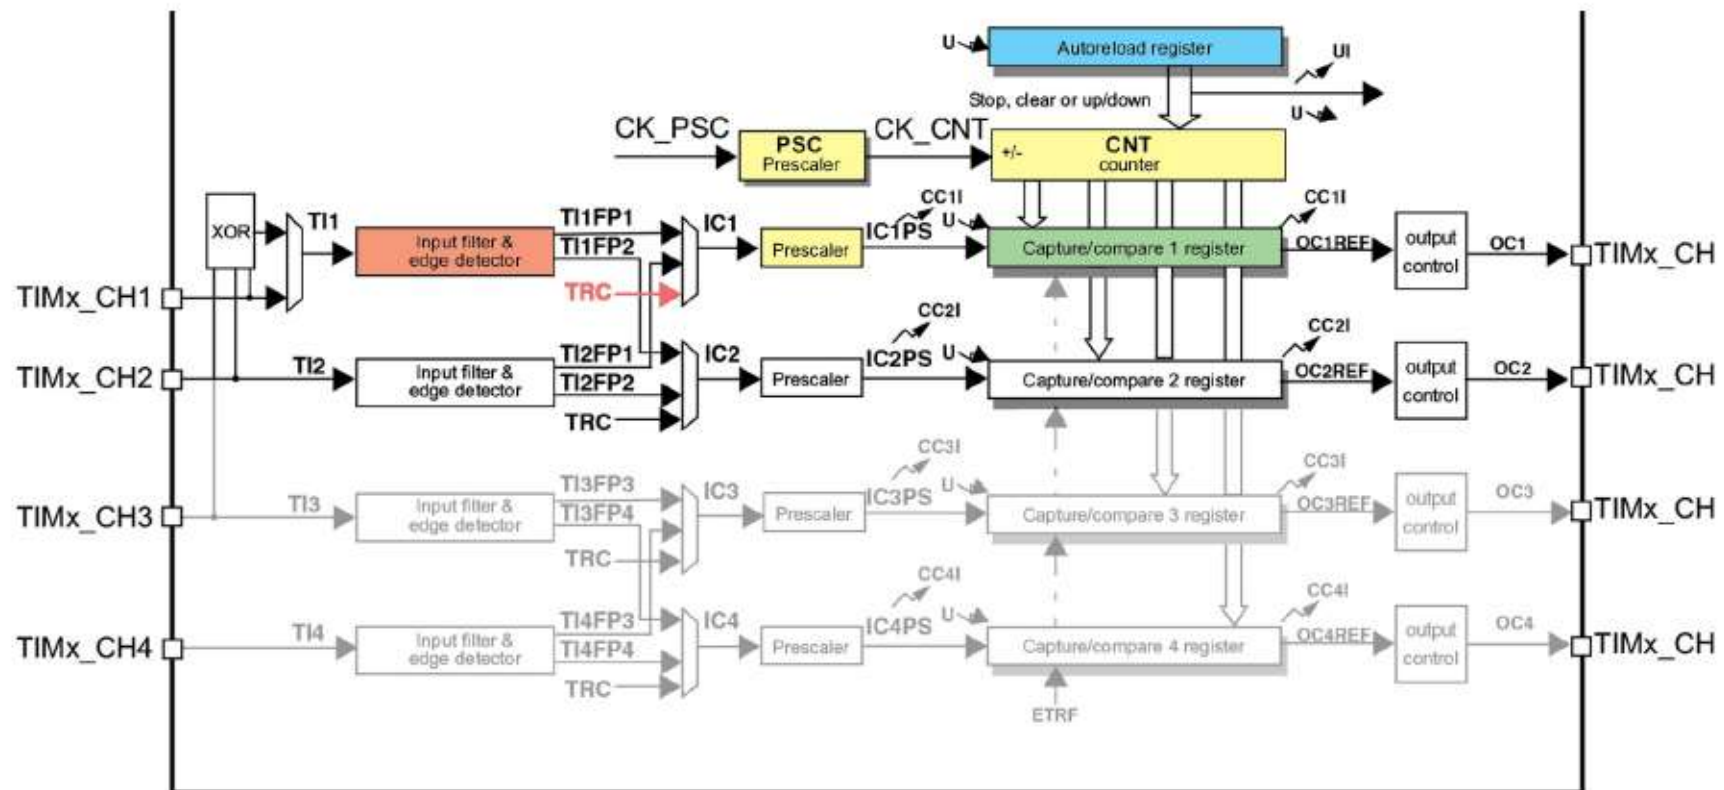 U
Autoreload register
UI
Stop, clear or up/down
U
CK_PSC
PSC
Prescaler
CK_CNT
+/-
CNT
counter
XOR
TI1
Input filter &
edge detector
TI1FP1
TI1FP2
TRC
IC1
Prescaler
CC1I
IC1PS
U
Capture/compare 1 register
CC1I
OC1REF
output
control
OC1
TIMx_CH
TIMx_CH1
TIMx_CH2
TI2
Input filter &
edge detector
TI2FP1
TI2FP2
TRC
IC2
Prescaler
CC2I
IC2PS
U
Capture/compare 2 register
CC2I
OC2REF
output
control
OC2
TIMx_CH
TIMx_CH3
TI3
Input filter &
edge detector
TI3FP3
TI3FP4
TRC
IC3
Prescaler
CC3I
IC3PS
U
Capture/compare 3 register
CC3I
OC3REF
output
control
OC3
TIMx_CH
TIMx_CH4
TI4
Input filter &
edge detector
TI4FP3
TI4FP4
TRC
IC4
Prescaler
CC4I
IC4PS
U
Capture/compare 4 register
CC4I
OC4REF
output
control
OC4
TIMx_CH
ETRF